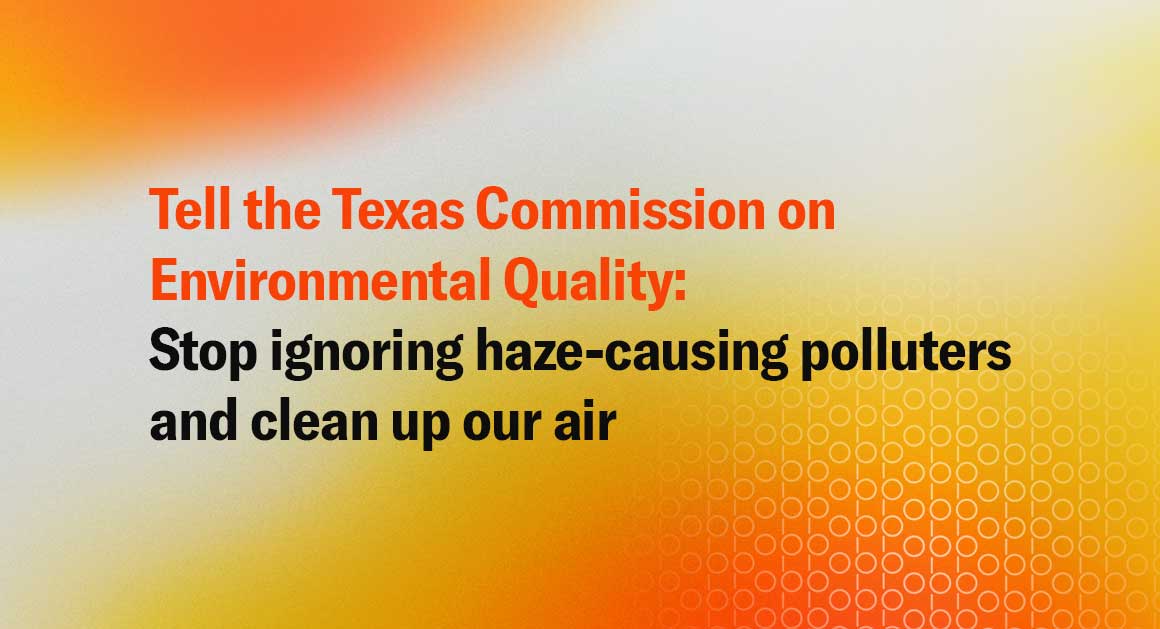 Tell the Texas Commission on
Environmental Quality:
Stop ignoring haze-causing polluters
and clean up our air